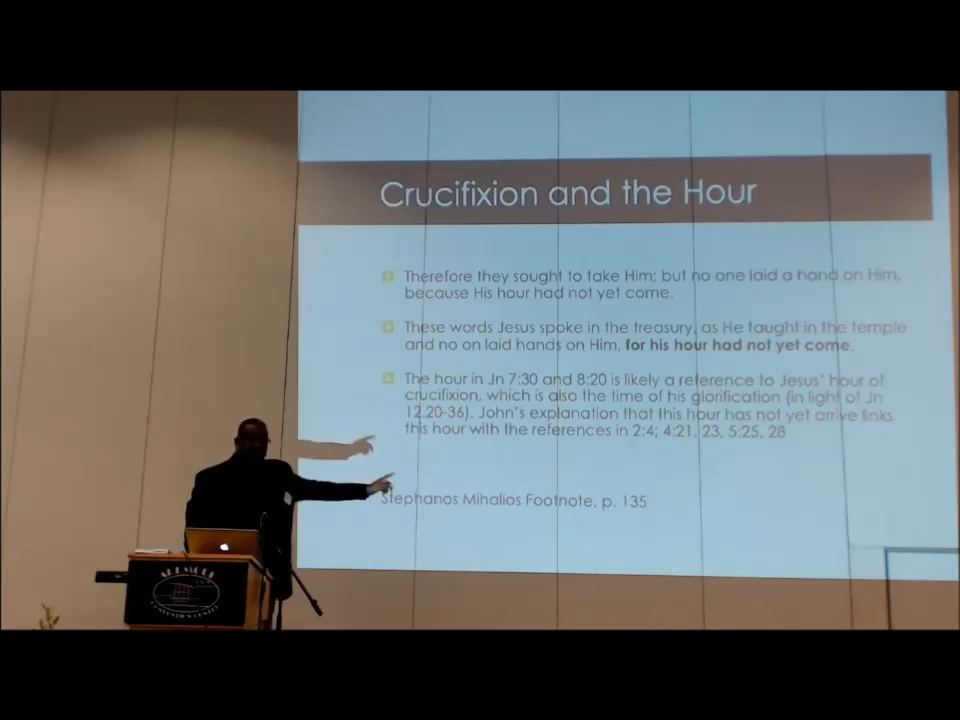 Crucifixion and the Hour
Therefore they sought to take Him; but no one laid a hand on Him,
because His hour had not yet come.
These words Jesus spoke in the treasury, as He taught in the temple
and no on laid hands on Him, for his hour had not yet come.
The hour in Jn 7:30 and 8:20 is likely a reference to Jesus' hour of
crucifixion, which is also the time of his glorification (in light of Jn
12.20-36). John's explanation that this hour has not yet arrive links
this hour with the references in 2:4; 4:21, 23, 5:25, 28
Stephanos Mihalios Footnote, p. 135
ARDMORE
CONVENTION CENTER